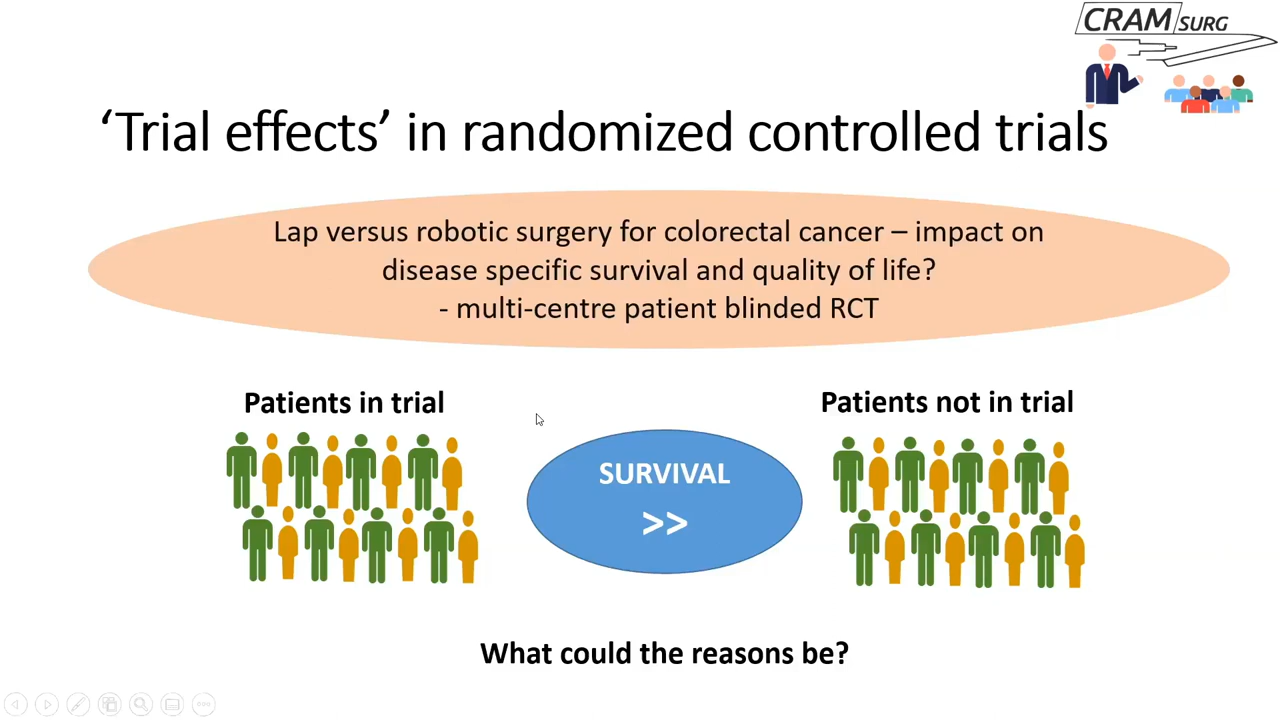 CRAM SURG
‘Trial effects’ in randomized controlled trials
Lap versus robotic surgery for colorectal cancer – impact on
disease specific survival and quality of life?
- multi-centre patient blinded RCT
Patients in trial
Patients not in trial
SURVIVAL
>>
What could the reasons be?